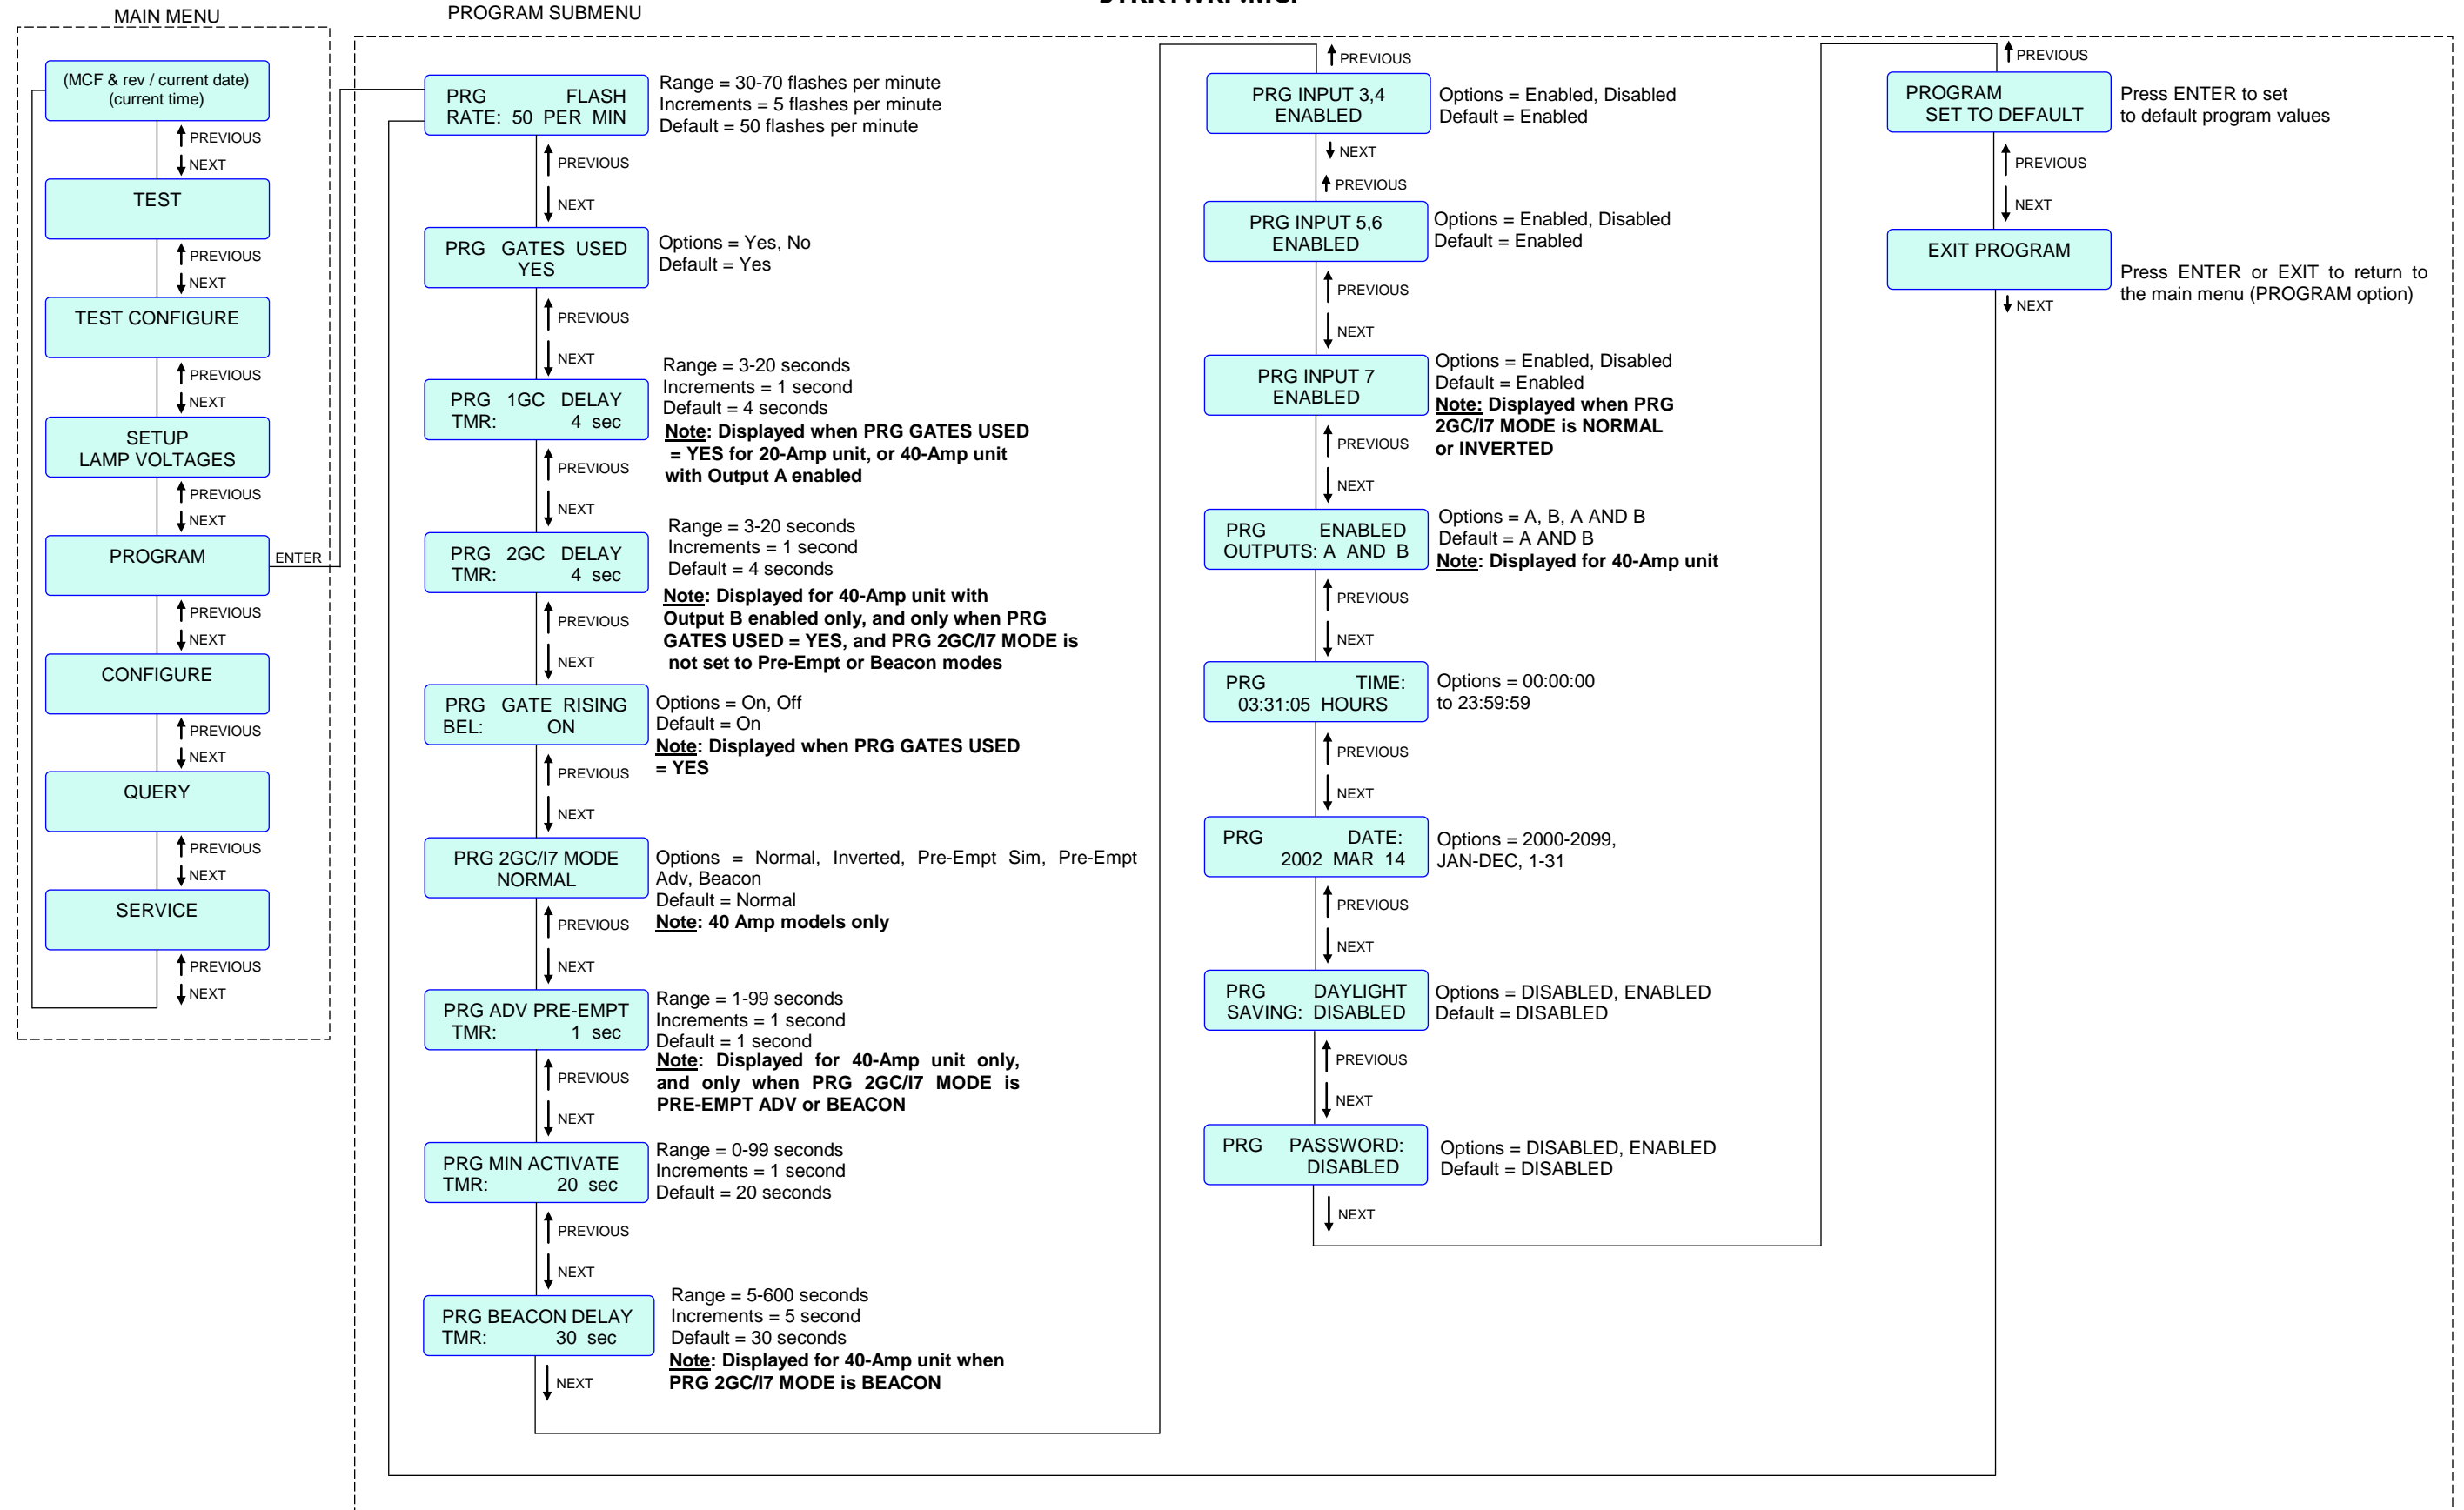 MAIN MENU
(MCF & rev / current date)
(current time)
PREVIOUS
NEXT
TEST
PREVIOUS
NEXT
TEST CONFIGURE
PREVIOUS
NEXT
SETUP
LAMP VOLTAGES
PREVIOUS
NEXT
PROGRAM
ENTER
PREVIOUS
NEXT
CONFIGURE
PREVIOUS
NEXT
QUERY
PREVIOUS
NEXT
SERVICE
PREVIOUS
NEXT
PROGRAM SUBMENU
PRG FLASH
RATE: 50 PER MIN
Range = 30-70 flashes per minute
Increments = 5 flashes per minute
Default = 50 flashes per minute
PREVIOUS
NEXT
PRG GATES USED
YES
Options = Yes, No
Default = Yes
PREVIOUS
NEXT
PRG 1GC DELAY
TMR: 4 sec
Range = 3-20 seconds
Increments = 1 second
Default = 4 seconds
Note: Displayed when PRG GATES USED
= YES for 20-Amp unit, or 40-Amp unit
with Output A enabled
PREVIOUS
NEXT
PRG 2GC DELAY
TMR: 4 sec
Range = 3-20 seconds
Increments = 1 second
Default = 4 seconds
Note: Displayed for 40-Amp unit with
Output B enabled only, and only when PRG
GATES USED = YES, and PRG 2GC/I7 MODE is
not set to Pre-Empt or Beacon modes
PREVIOUS
NEXT
PRG GATE RISING
BEL: ON
Options = On, Off
Default = On
Note: Displayed when PRG GATES USED
= YES
PREVIOUS
NEXT
PRG 2GC/I7 MODE
NORMAL
Options = Normal, Inverted, Pre-Empt Sim, Pre-Empt
Adv, Beacon
Default = Normal
Note: 40 Amp models only
PREVIOUS
NEXT
PRG ADV PRE-EMPT
TMR: 1 sec
Range = 1-99 seconds
Increments = 1 second
Default = 1 second
Note: Displayed for 40-Amp unit only,
and only when PRG 2GC/I7 MODE is
PRE-EMPT ADV or BEACON
PREVIOUS
NEXT
PRG MIN ACTIVATE
TMR: 20 sec
Range = 0-99 seconds
Increments = 1 second
Default = 20 seconds
PREVIOUS
NEXT
PRG BEACON DELAY
TMR: 30 sec
Range = 5-600 seconds
Increments = 5 second
Default = 30 seconds
Note: Displayed for 40-Amp unit when
PRG 2GC/I7 MODE is BEACON
NEXT
PREVIOUS
PRG INPUT 3,4
ENABLED
Options = Enabled, Disabled
Default = Enabled
NEXT
PREVIOUS
PRG INPUT 5,6
ENABLED
Options = Enabled, Disabled
Default = Enabled
PREVIOUS
NEXT
PRG INPUT 7
ENABLED
Options = Enabled, Disabled
Default = Enabled
Note: Displayed when PRG
2GC/I7 MODE is NORMAL
or INVERTED
PREVIOUS
NEXT
PRG ENABLED
OUTPUTS: A AND B
Options = A, B, A AND B
Default = A AND B
Note: Displayed for 40-Amp unit
PREVIOUS
NEXT
PRG TIME:
03:31:05 HOURS
Options = 00:00:00
to 23:59:59
PREVIOUS
NEXT
PRG DATE:
2002 MAR 14
Options = 2000-2099,
JAN-DEC, 1-31
PREVIOUS
NEXT
PRG DAYLIGHT
SAVING: DISABLED
Options = DISABLED, ENABLED
Default = DISABLED
PREVIOUS
NEXT
PRG PASSWORD:
DISABLED
Options = DISABLED, ENABLED
Default = DISABLED
NEXT
PREVIOUS
PROGRAM
SET TO DEFAULT
Press ENTER to set
to default program values
PREVIOUS
NEXT
EXIT PROGRAM
Press ENTER or EXIT to return to
the main menu (PROGRAM option)
NEXT